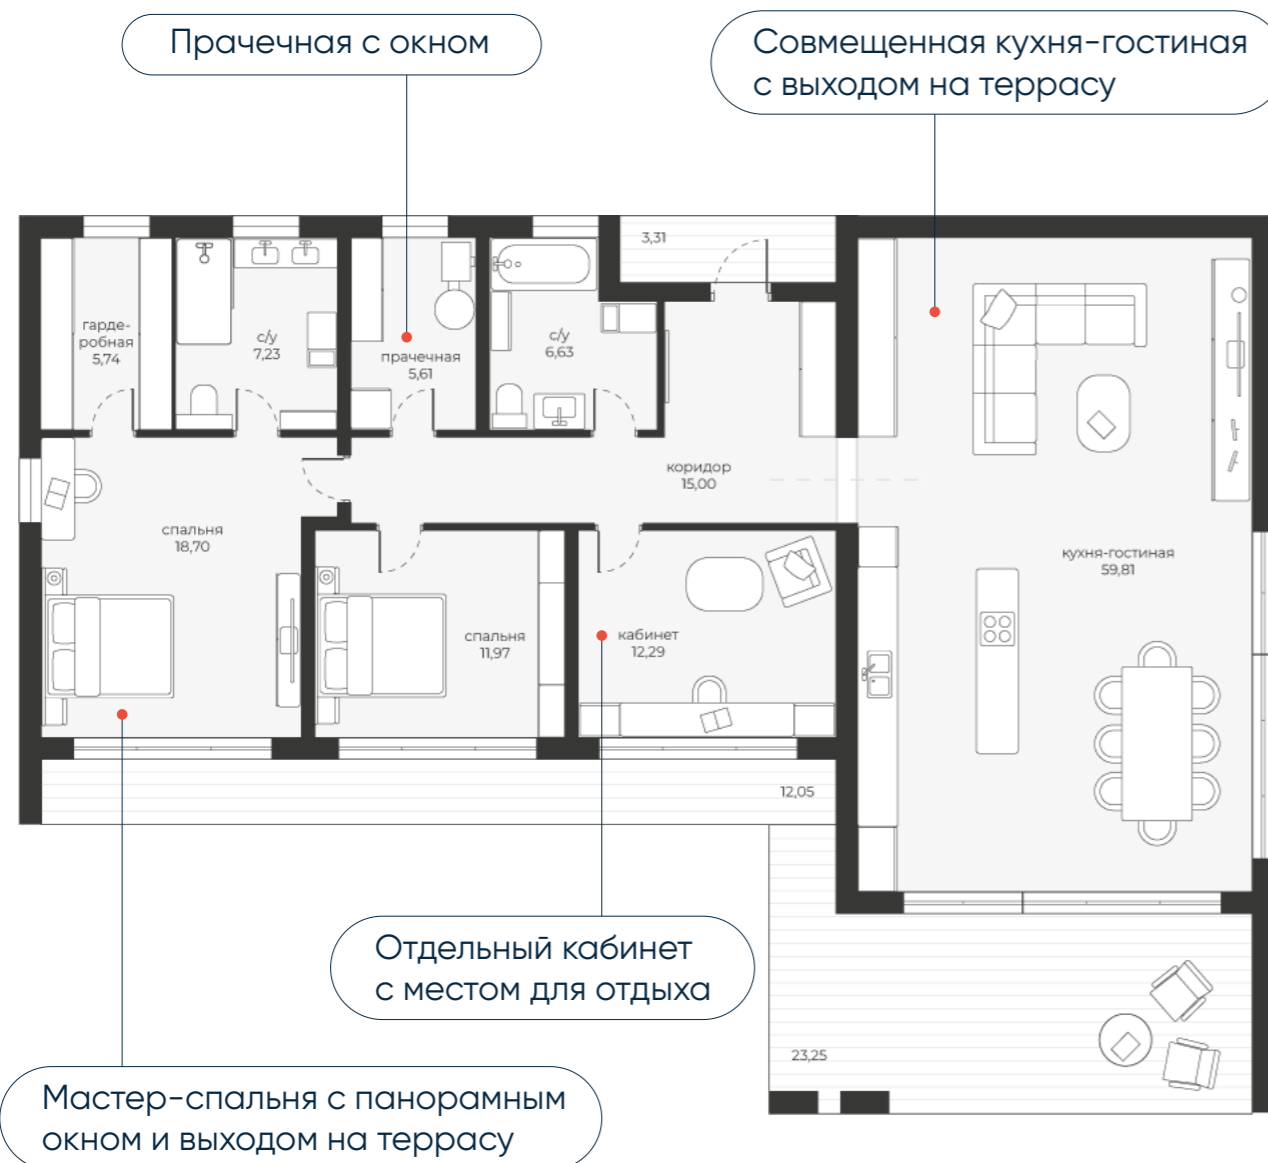 Прачечная с окном
Совмещенная кухня-гостиная
с выходом на террасу
3,31
гарде-
робная
5,74
с/у
7,23
прачечная
5,61
с/у
6,63
коридор
15,00
спальня
18,70
кухня-гостиная
59,81
спальня
11,97
кабинет
12,29
12,05
Отдельный кабинет
с местом для отдыха
23,25
Мастер-спальня с панорамным
окном и выходом на террасу